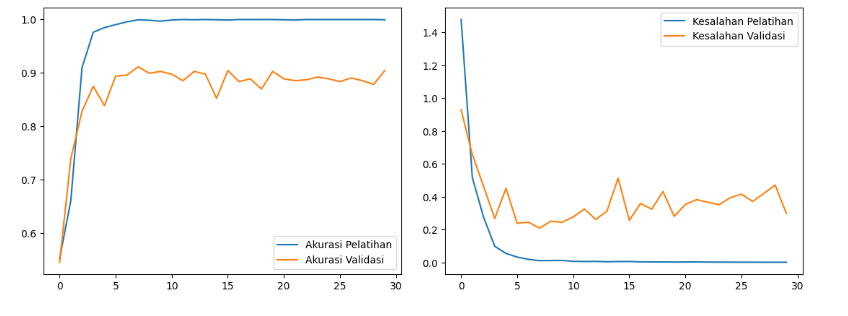 1.0
0.9
0.8
0.7
0.6
Akurasi Pelatihan
Akurasi Validasi
0 5 10 15 20 25 30
1.4
1.2
1.0
0.8
0.6
0.4
0.2
0.0
Kesalahan Pelatihan
Kesalahan Validasi
0 5 10 15 20 25 30